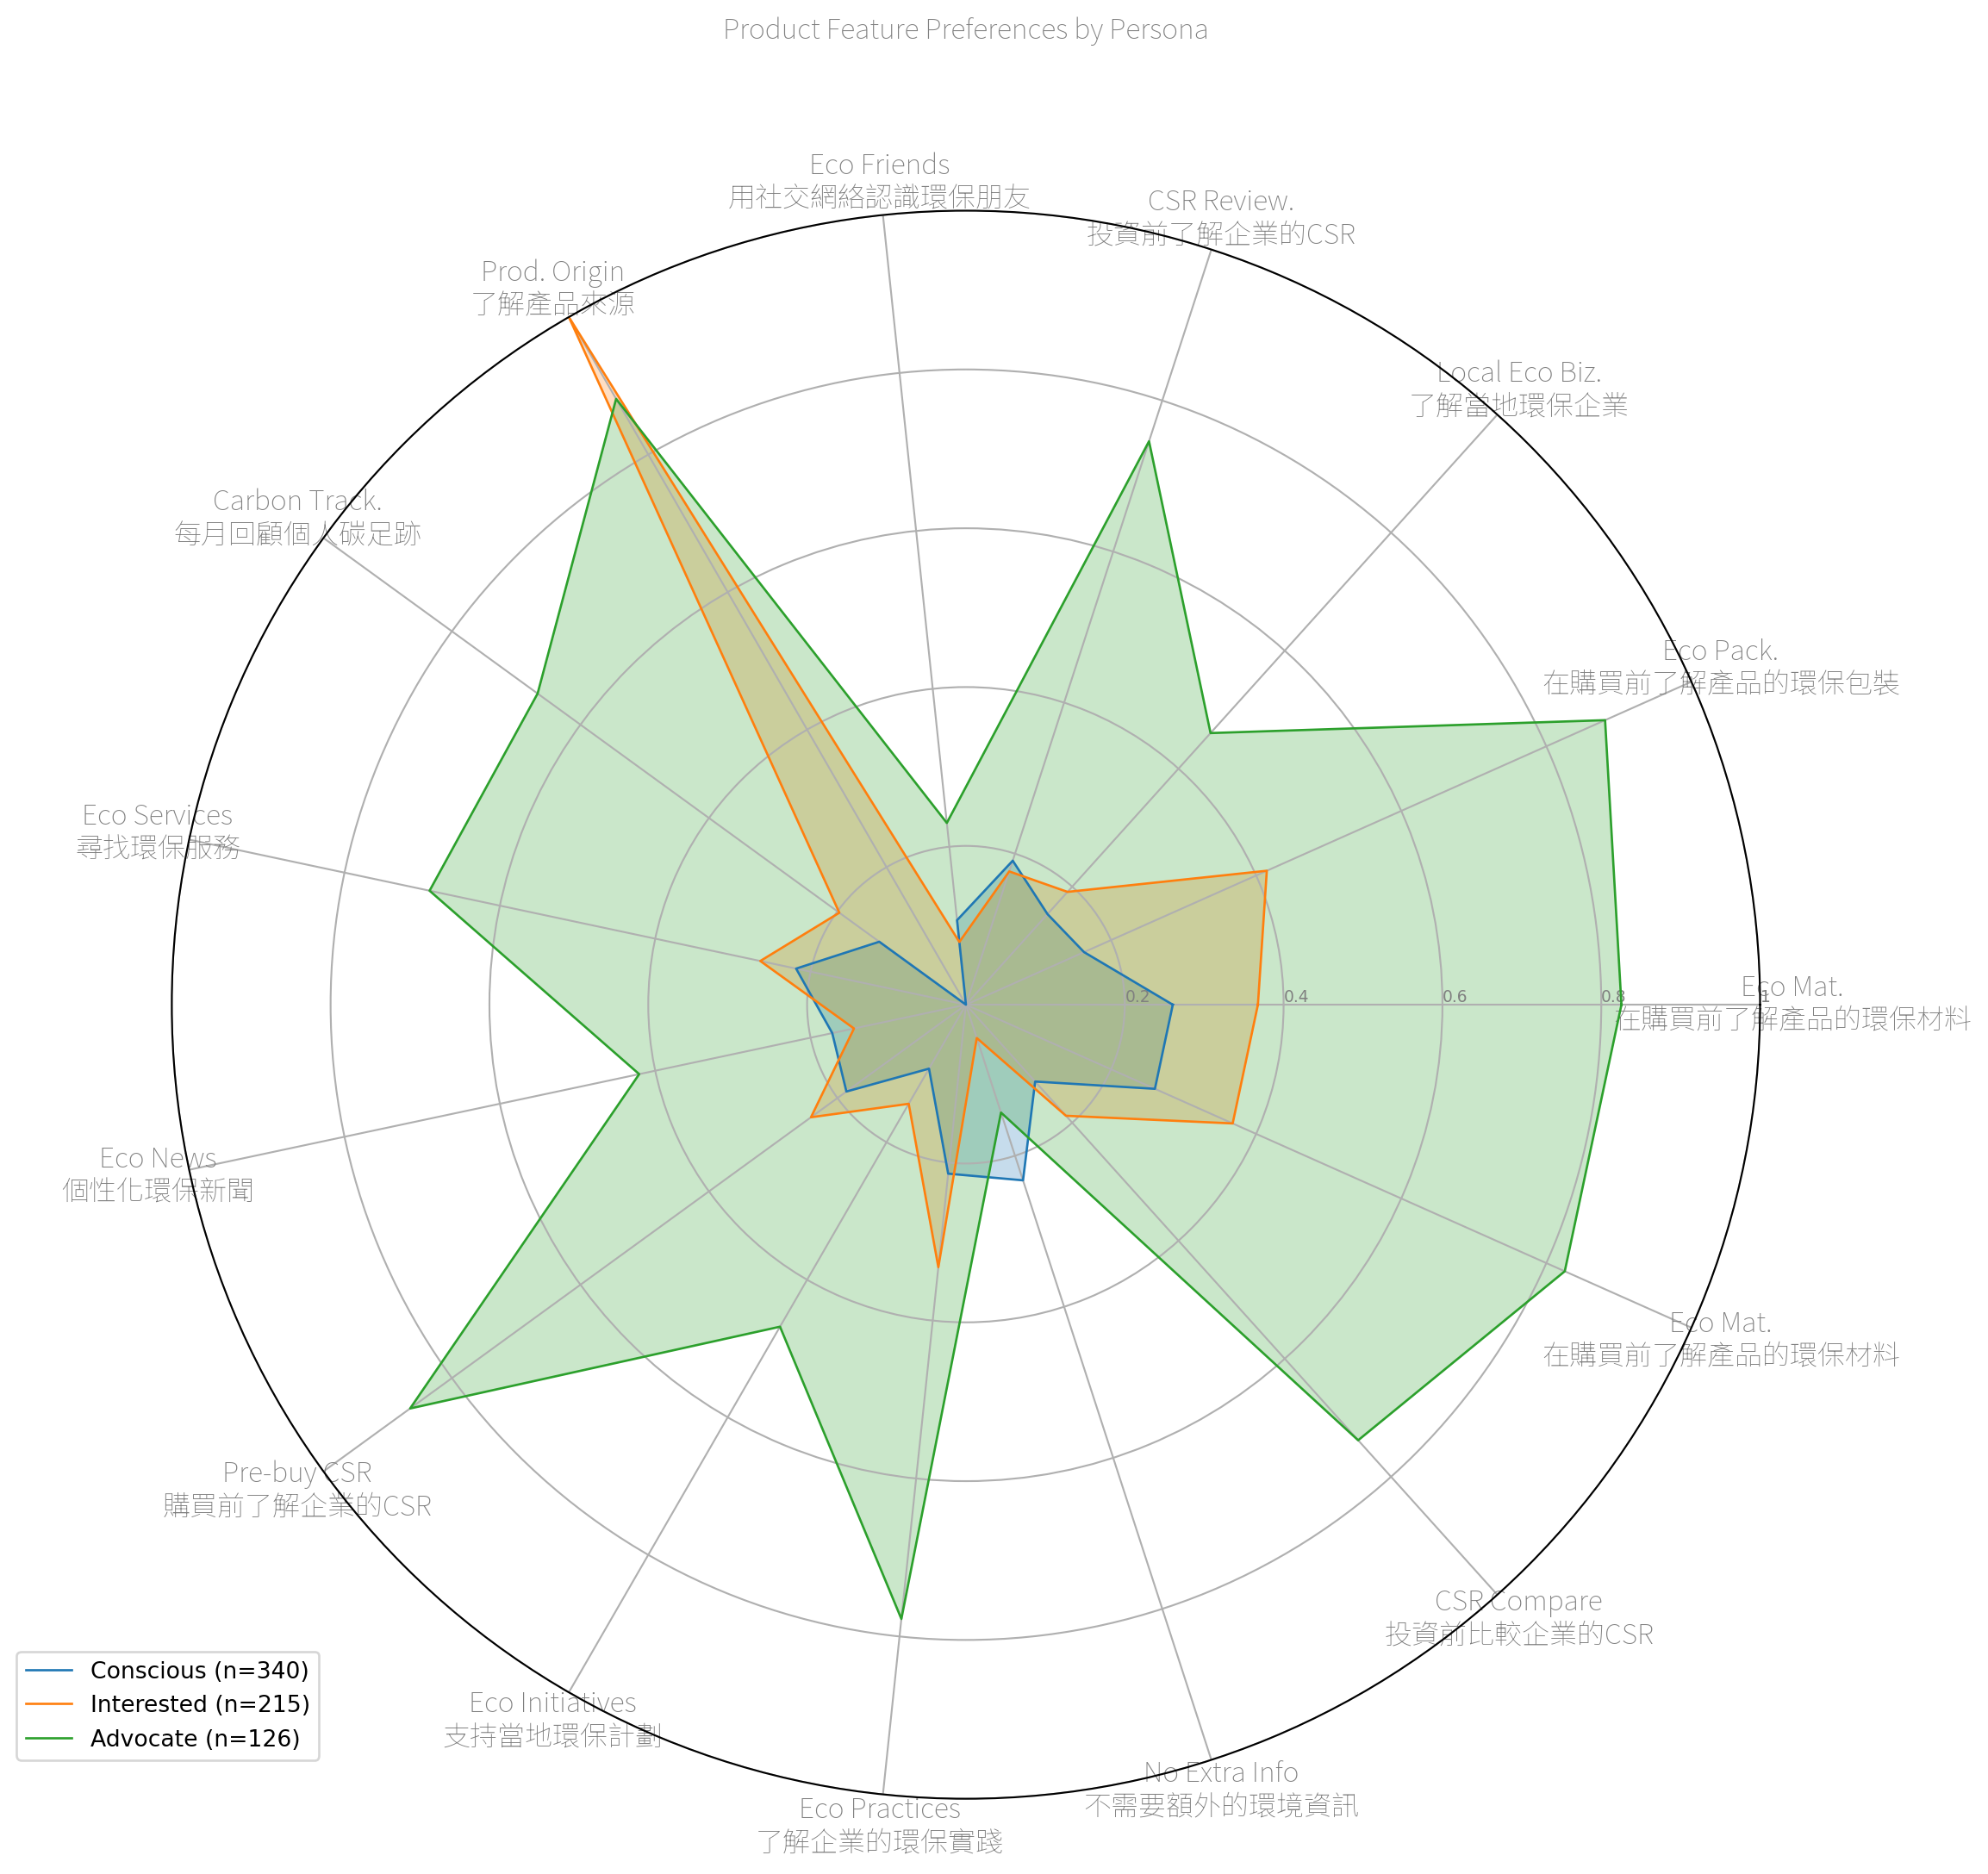 Product Feature Preferences by Persona
Eco Friends
用社交網絡認識環保朋友
CSR Review.
投資前了解企業的CSR
Prod. Origin
了解產品來源
Local Eco Biz.
了解當地環保企業
Carbon Track.
每月回顧個人碳足跡
Eco Pack.
在購買前了解產品的環保包裝
Eco Services
尋找環保服務
Eco Mat.
在購買前了解產品的環保材料
0.2
0.4
0.6
0.8
1
Eco News
個性化環保新聞
Eco Mat.
在購買前了解產品的環保材料
Pre-buy CSR
購買前了解企業的CSR
CSR Compare
投資前比較企業的CSR
Eco Initiatives
支持當地環保計劃
No Extra Info
不需要額外的環境資訊
Eco Practices
了解企業的環保實踐
Conscious (n=340)
Interested (n=215)
Advocate (n=126)